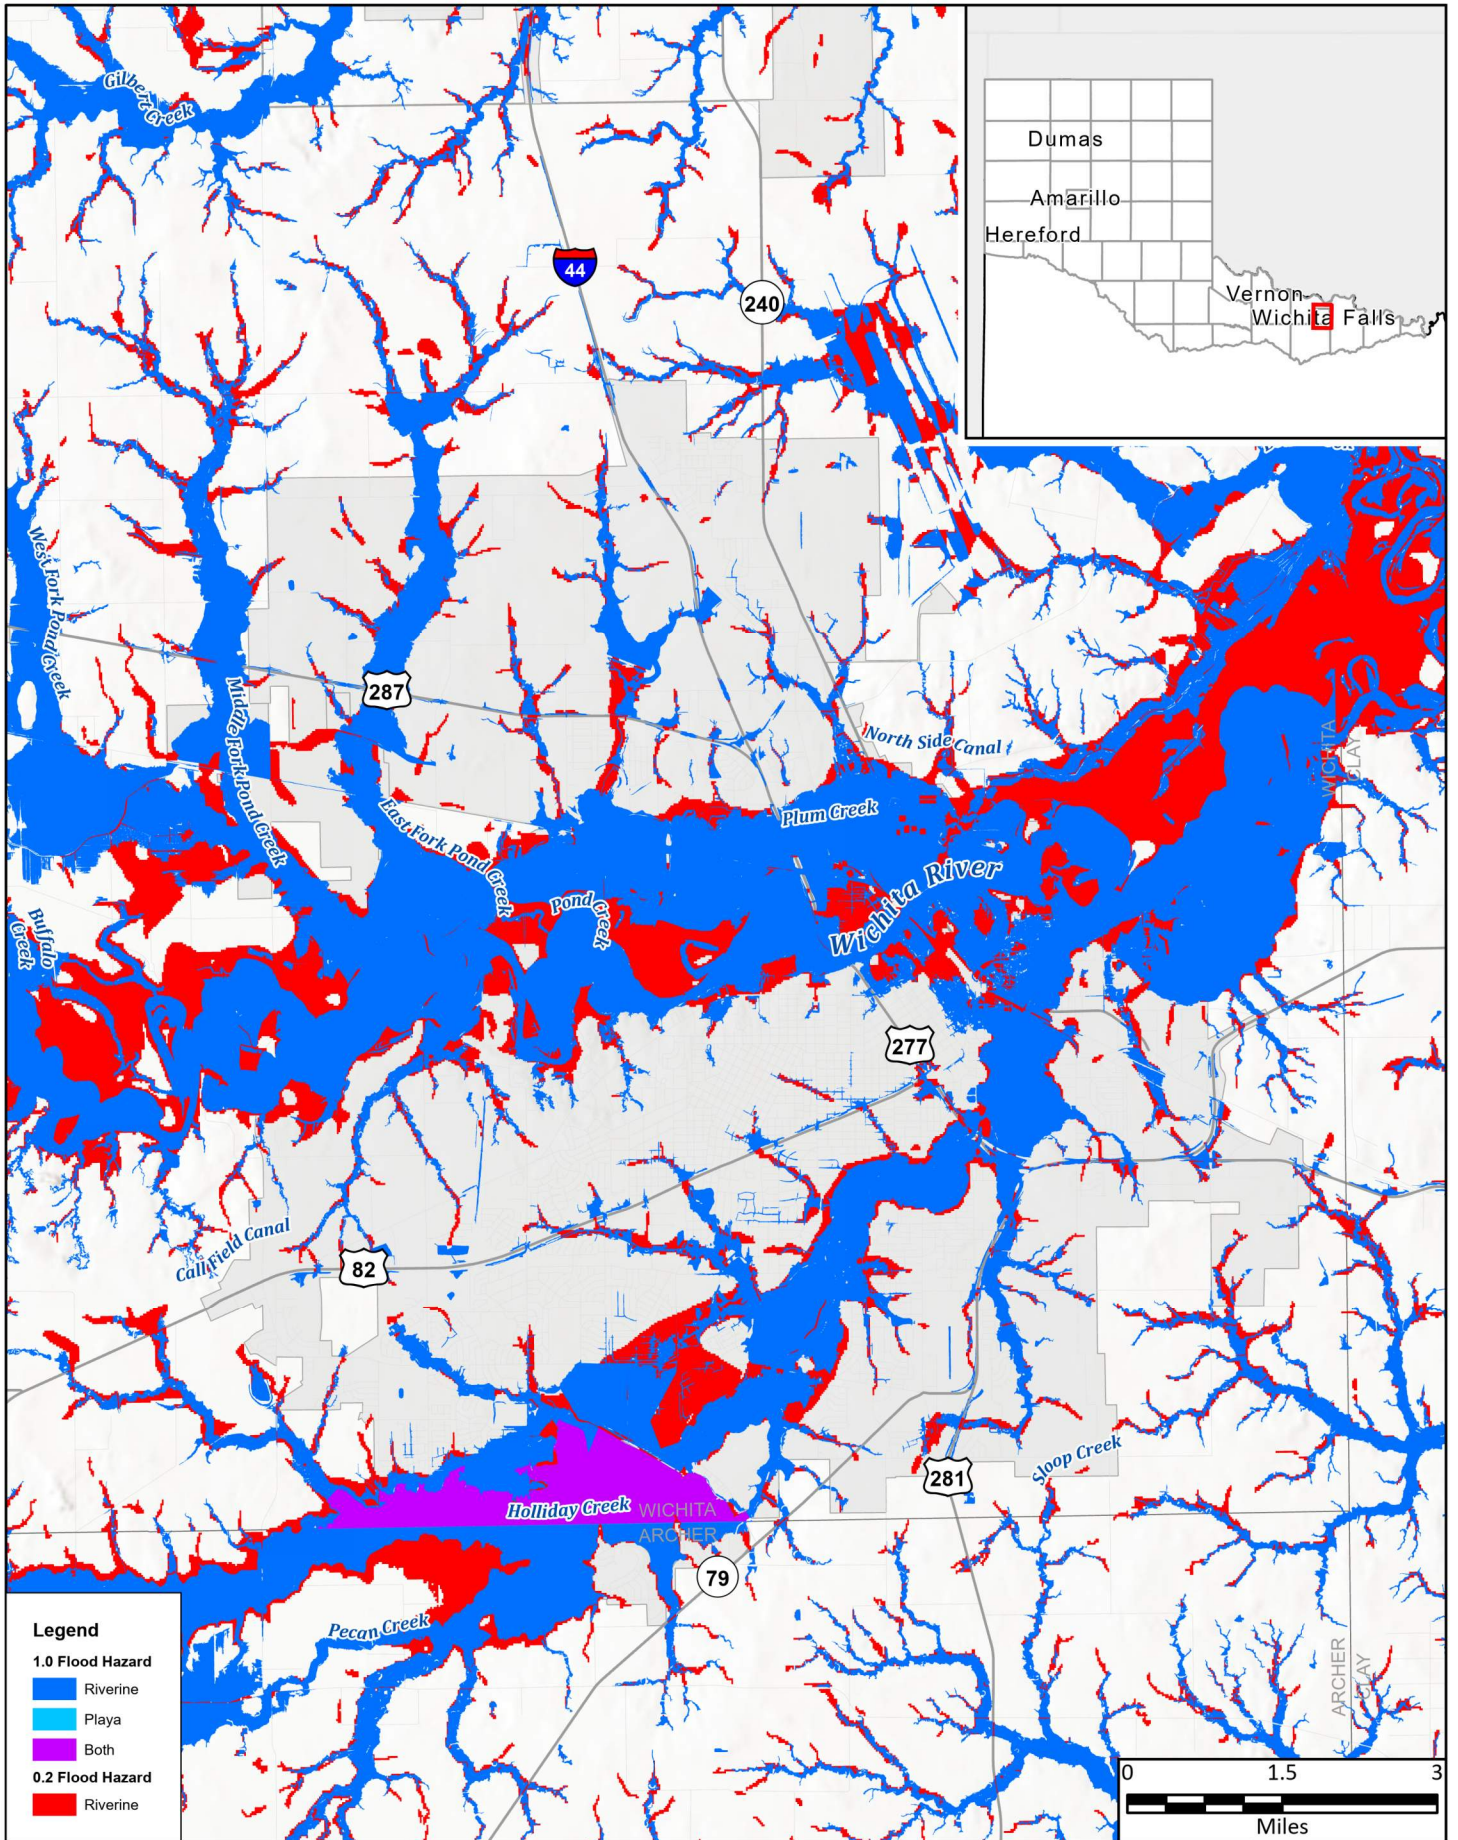 Gilbert Creek
Dumas
Amarillo
Hereford
Vernon
Wichita Falls
44
240
West Fork Pond Creek
287
Middle Fork Pond Creek
North Side Canal
WICHITA
CLAY
Plum Creek
East Fork Pond Creek
Wichita River
Pond Creek
Buffalo
Creek
277
Call Field Canal
82
Sloop Creek
281
Holliday Creek
WICHITA
ARCHER
79
Pecan Creek
ARCHER
CLAY
Legend
1.0 Flood Hazard
Riverine
Playa
Both
0.2 Flood Hazard
Riverine
0 1.5 3
Miles